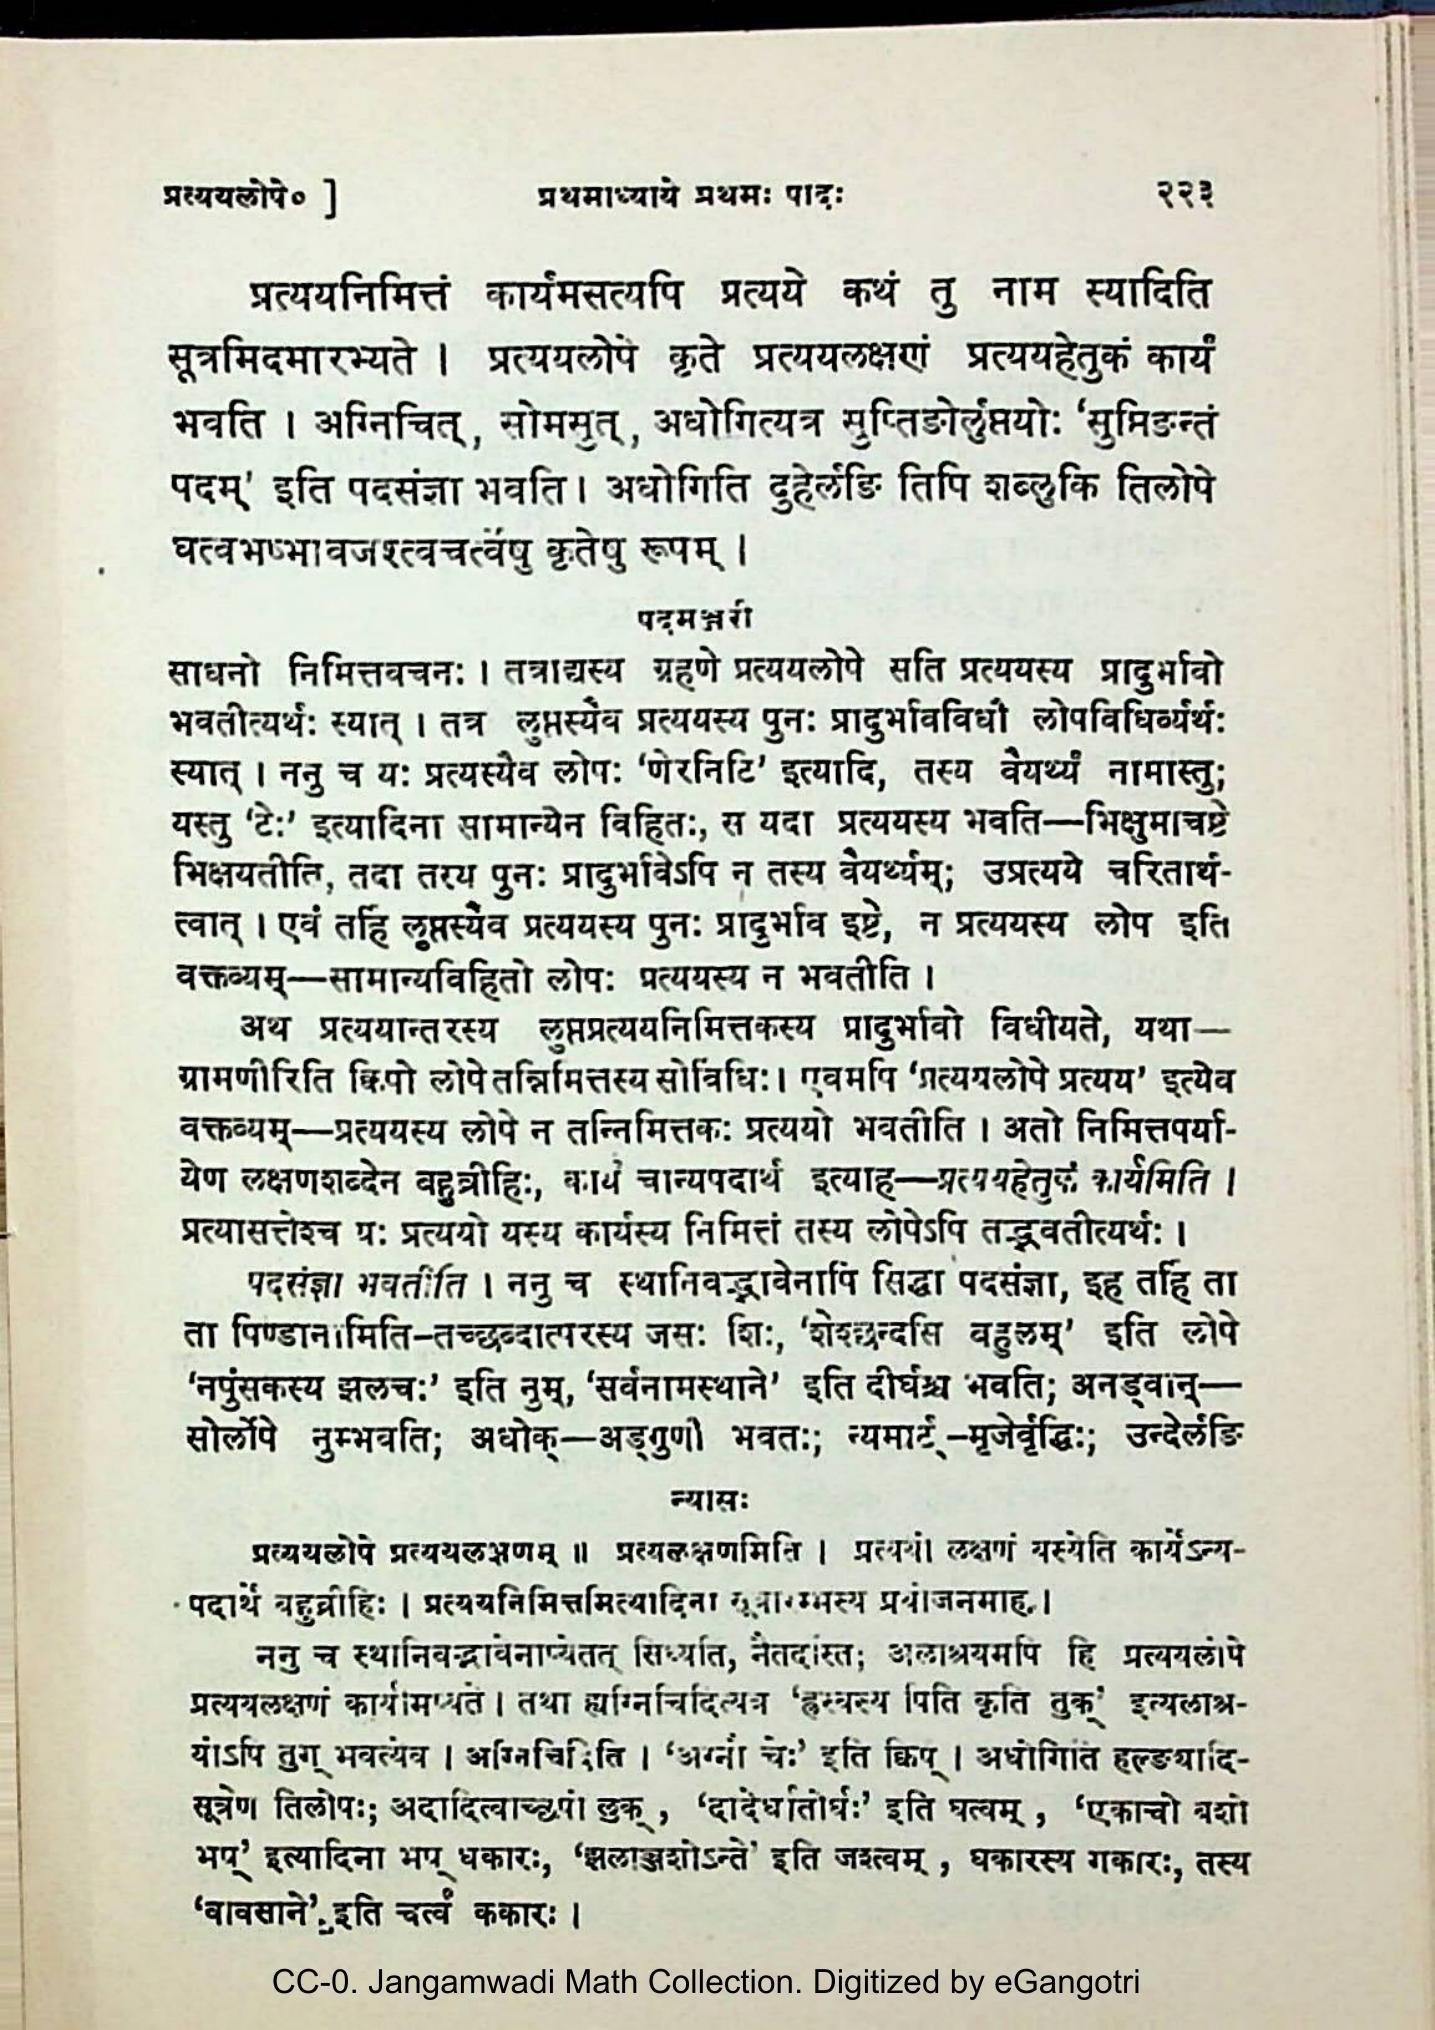 प्रत्ययलोपे० ] प्रथमाध्याये प्रथमः पादः २२३
प्रत्ययनिमित्तं कार्यमसत्यपि प्रत्यये कथं तु नाम स्यादिति
सूत्रमिदमारभ्यते । प्रत्ययलोपे कृते प्रत्ययलक्षणं प्रत्ययहेतुकं कार्यं
भवति । अग्निचित्, सोमसुत्, अधोगित्यत्र सुप्तिङोर्लुप्तयोः ‘सुप्तिङन्तं
पदम्’ इति पदसंज्ञा भवति। अधोगिति दुहेर्लङि तिपि शब्लुकि तिलोपे
घत्वभष्भावजश्त्वचर्त्वेषु कृतेषु रूपम् ।
पदमञ्जरी
साधनो निमित्तवचनः । तत्राद्यस्य ग्रहणे प्रत्ययलोपे सति प्रत्ययस्य प्रादुर्भावो
भवतीत्यर्थः स्यात् । तत्र लुप्तस्यैव प्रत्ययस्य पुनः प्रादुर्भावविधौ लोपविधिर्व्यर्थः
स्यात् । ननु च यः प्रत्यस्यैव लोपः ‘णेरनिटि’ इत्यादि, तस्य वैयर्थ्यं नामास्तु;
यस्तु ‘टेः’ इत्यादिना सामान्येन विहितः, स यदा प्रत्ययस्य भवति—भिक्षुमाचष्टे
भिक्षयतीति, तदा तस्य पुनः प्रादुर्भावेऽपि न तस्य वैयर्थ्यम्; उप्रत्यये चरितार्थ-
त्वात् । एवं तर्हि लुप्तस्यैव प्रत्ययस्य पुनः प्रादुर्भाव इष्टे, न प्रत्ययस्य लोप इति
वक्तव्यम्—सामान्यविहितो लोपः प्रत्ययस्य न भवतीति ।
अथ प्रत्ययान्तरस्य लुप्तप्रत्ययनिमित्तकस्य प्रादुर्भावो विधीयते, यथा—
ग्रामणीरिति क्विपो लोपे तन्निमित्तस्य सोर्विधिः। एवमपि ‘प्रत्ययलोपे प्रत्यय’ इत्येव
वक्तव्यम्—प्रत्ययस्य लोपे न तन्निमित्तकः प्रत्ययो भवतीति । अतो निमित्तपर्या-
येण लक्षणशब्देन बहुव्रीहिः, कार्यं चान्यपदार्थ इत्याह—प्रत्ययहेतुकं कार्यमिति ।
प्रत्यासत्तेश्च यः प्रत्ययो यस्य कार्यस्य निमित्तं तस्य लोपेऽपि तद्भवतीत्यर्थः ।
पदसंज्ञा भवतीति । ननु च स्थानिवद्भावेनापि सिद्धा पदसंज्ञा, इह तर्हि ता
ता पिण्डानामिति–तच्छब्दात्परस्य जसः शिः, ‘शेश्छन्दसि बहुलम्’ इति लोपे
‘नपुंसकस्य झलचः’ इति नुम्, ‘सर्वनामस्थाने’ इति दीर्घश्च भवति; अनड्वान्—
सोर्लोपे नुम्भवति; अधोक्—अड्गुणौ भवतः; न्यमार्ट्–मृजेर्वृद्धिः; उन्देर्लङि
न्यासः
प्रत्ययलोपे प्रत्ययलक्षणम् ॥ प्रत्यलक्षणमिति । प्रत्ययो लक्षणं यस्येति कार्येऽन्य-
पदार्थे बहुव्रीहिः । प्रत्ययनिमित्तमित्यादिना सूत्रारम्भस्य प्रयोजनमाह ।
ननु च स्थानिवद्भावेनाप्येतत् सिध्यति, नैतदस्ति; अलाश्रयमपि हि प्रत्ययलोपे
प्रत्ययलक्षणं कार्यमिष्यते । तथा ह्यग्निचिदित्यत्र ‘ह्रस्वस्य पिति कृति तुक्’ इत्यलाश्र-
योऽपि तुग् भवत्येव । अग्निचिदिति । ‘अग्नौ चेः’ इति क्विप् । अधोगिति हल्ङ्यादि-
सूत्रेण तिलोपः; अदादित्वाच्छपो लुक्, ‘दादेर्धातोर्घः’ इति घत्वम्, ‘एकाचो बशो
भष्’ इत्यादिना भष् धकारः, ‘झलाञ्जशोऽन्ते’ इति जश्त्वम्, घकारस्य गकारः, तस्य
‘वावसाने’ इति चर्त्वं ककारः ।
CC-0. Jangamwadi Math Collection. Digitized by eGangotri